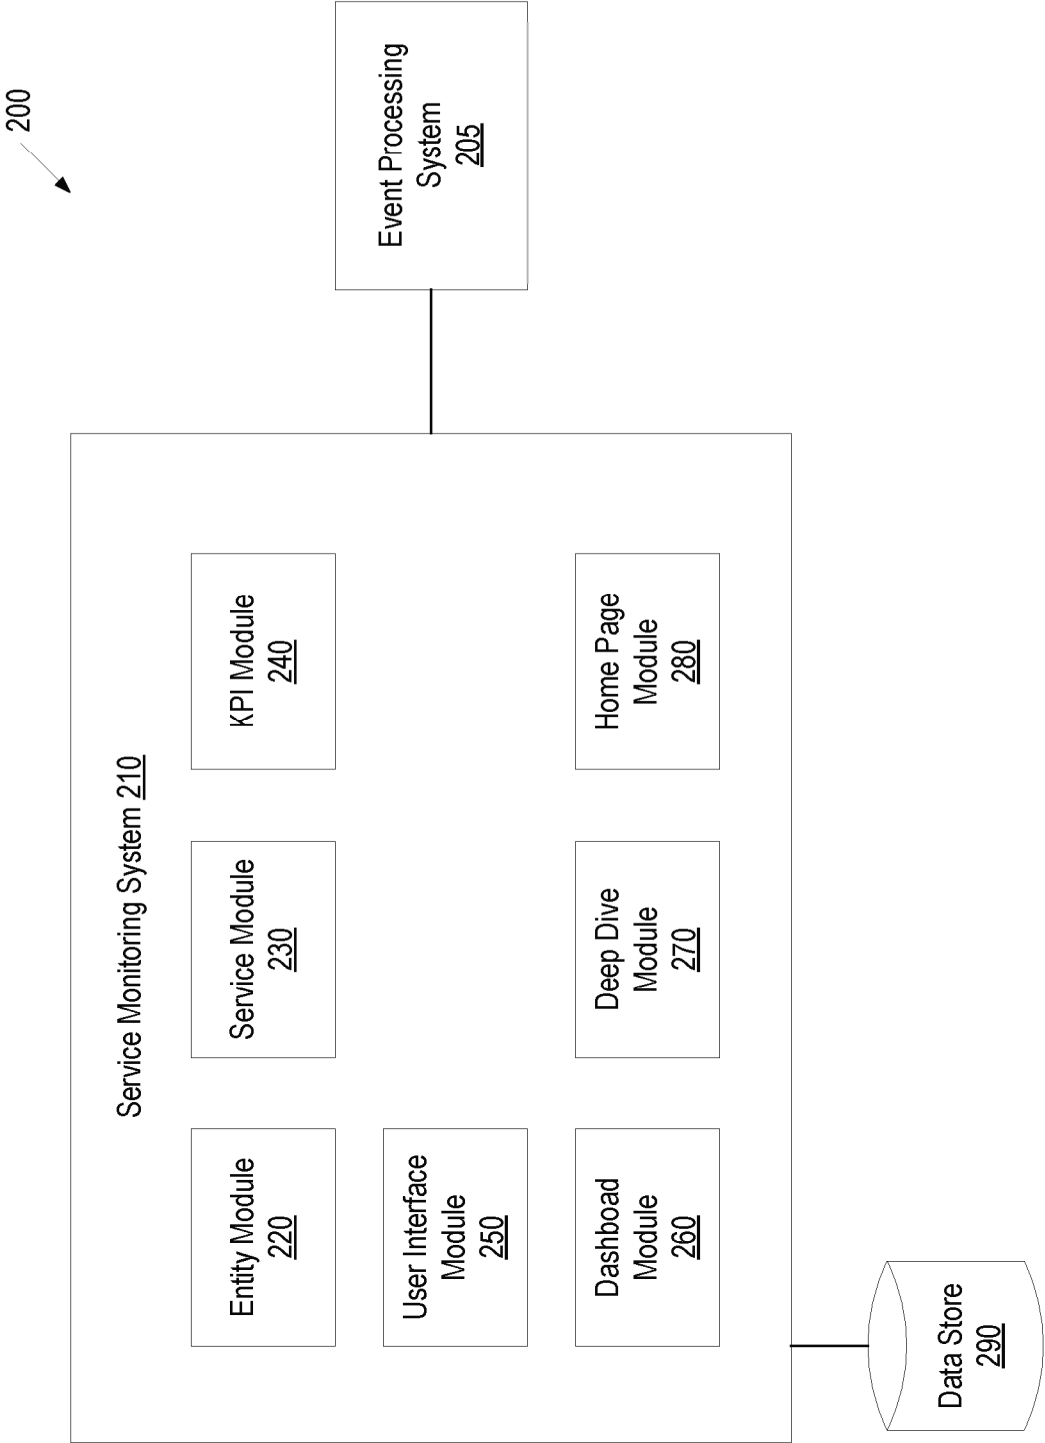 200
Service Monitoring System 210
Entity Module
220
Service Module
230
KPI Module
240
User Interface
Module
250
Dashboad
Module
260
Deep Dive
Module
270
Home Page
Module
280
Event Processing
System
205
Data Store
290